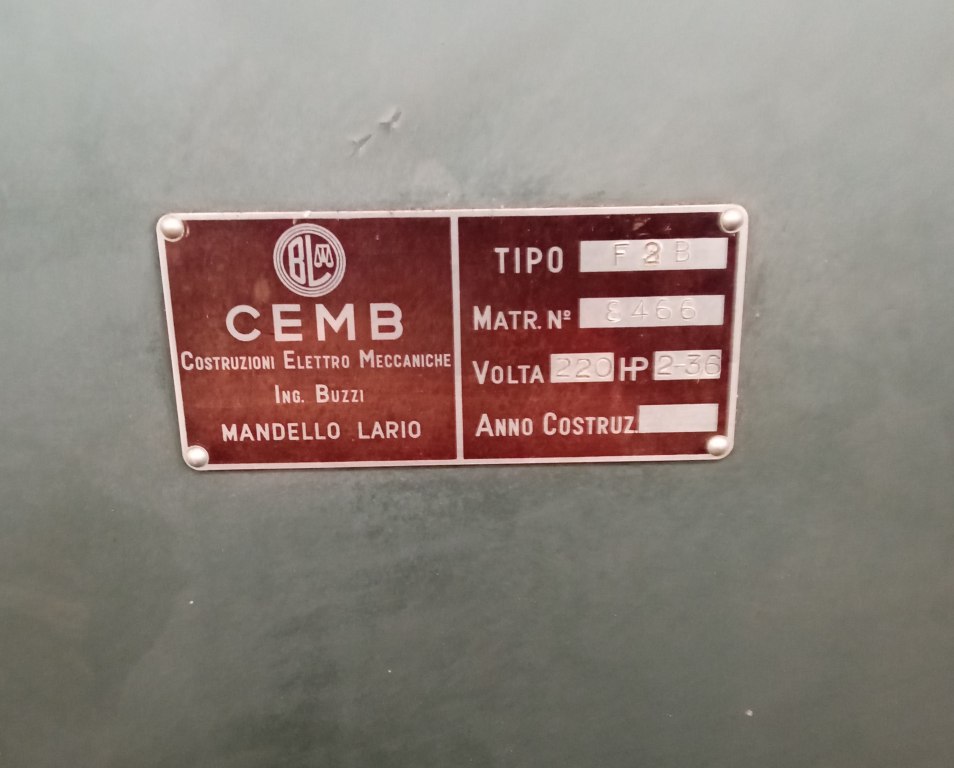 BL
CEMB
COSTRUZIONI ELETTRO MECCANICHE
ING. BUZZI
MANDELLO LARIO
TIPO F2B
MATR. Nº 8466
VOLTA 220 HP 2-36
ANNO COSTRUZ.